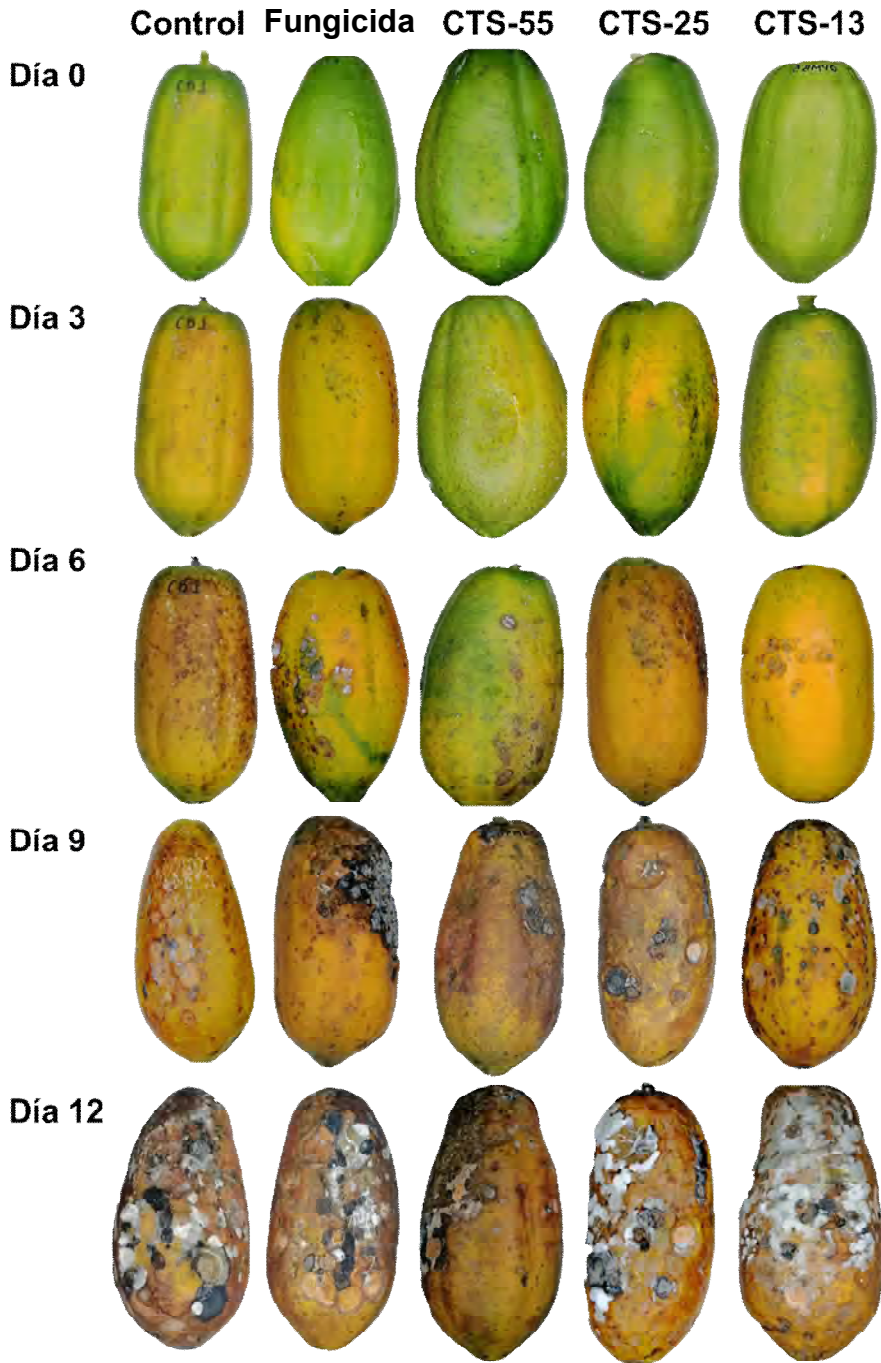 Control Fungicida CTS-55 CTS-25 CTS-13
Día 0
Día 3
Día 6
Día 9
Día 12